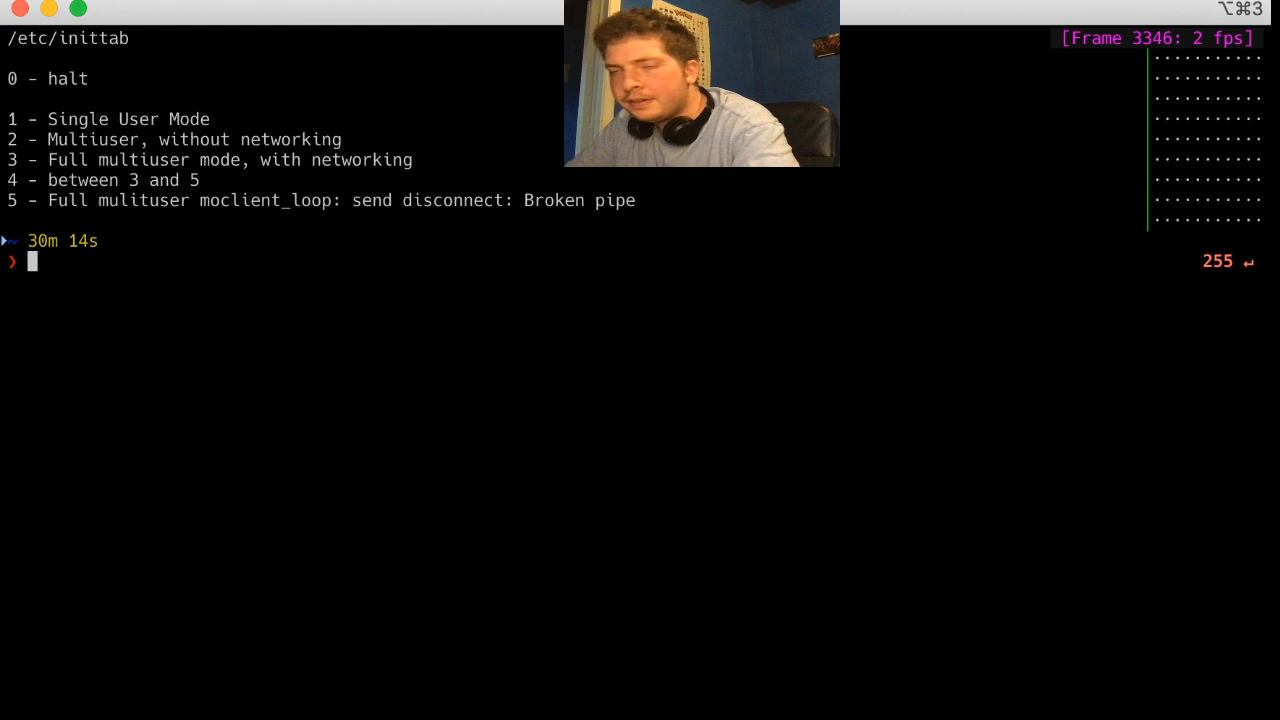 ⌥⌘3
/etc/inittab
[Frame 3346: 2 fps]
0 - halt
1 - Single User Mode
2 - Multiuser, without networking
3 - Full multiuser mode, with networking
4 - between 3 and 5
5 - Full mulituser moclient_loop: send disconnect: Broken pipe
~ 30m 14s
❯
255 ↵